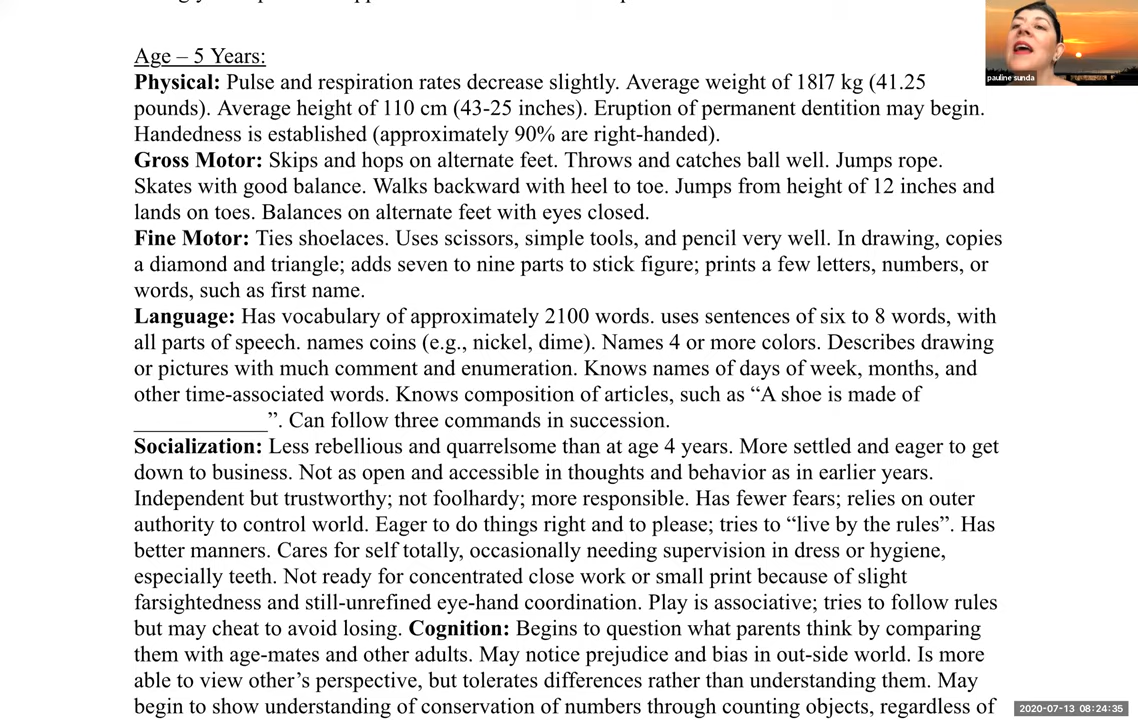 Age – 5 Years:
Physical: Pulse and respiration rates decrease slightly. Average weight of 18l7 kg (41.25
pounds). Average height of 110 cm (43-25 inches). Eruption of permanent dentition may begin.
Handedness is established (approximately 90% are right-handed).
Gross Motor: Skips and hops on alternate feet. Throws and catches ball well. Jumps rope.
Skates with good balance. Walks backward with heel to toe. Jumps from height of 12 inches and
lands on toes. Balances on alternate feet with eyes closed.
Fine Motor: Ties shoelaces. Uses scissors, simple tools, and pencil very well. In drawing, copies
a diamond and triangle; adds seven to nine parts to stick figure; prints a few letters, numbers, or
words, such as first name.
Language: Has vocabulary of approximately 2100 words. uses sentences of six to 8 words, with
all parts of speech. names coins (e.g., nickel, dime). Names 4 or more colors. Describes drawing
or pictures with much comment and enumeration. Knows names of days of week, months, and
other time-associated words. Knows composition of articles, such as “A shoe is made of
____________”. Can follow three commands in succession.
Socialization: Less rebellious and quarrelsome than at age 4 years. More settled and eager to get
down to business. Not as open and accessible in thoughts and behavior as in earlier years.
Independent but trustworthy; not foolhardy; more responsible. Has fewer fears; relies on outer
authority to control world. Eager to do things right and to please; tries to “live by the rules”. Has
better manners. Cares for self totally, occasionally needing supervision in dress or hygiene,
especially teeth. Not ready for concentrated close work or small print because of slight
farsightedness and still-unrefined eye-hand coordination. Play is associative; tries to follow rules
but may cheat to avoid losing. Cognition: Begins to question what parents think by comparing
them with age-mates and other adults. May notice prejudice and bias in out-side world. Is more
able to view other’s perspective, but tolerates differences rather than understanding them. May
begin to show understanding of conservation of numbers through counting objects, regardless of
pauline sunda
2020-07-13 08:24:35